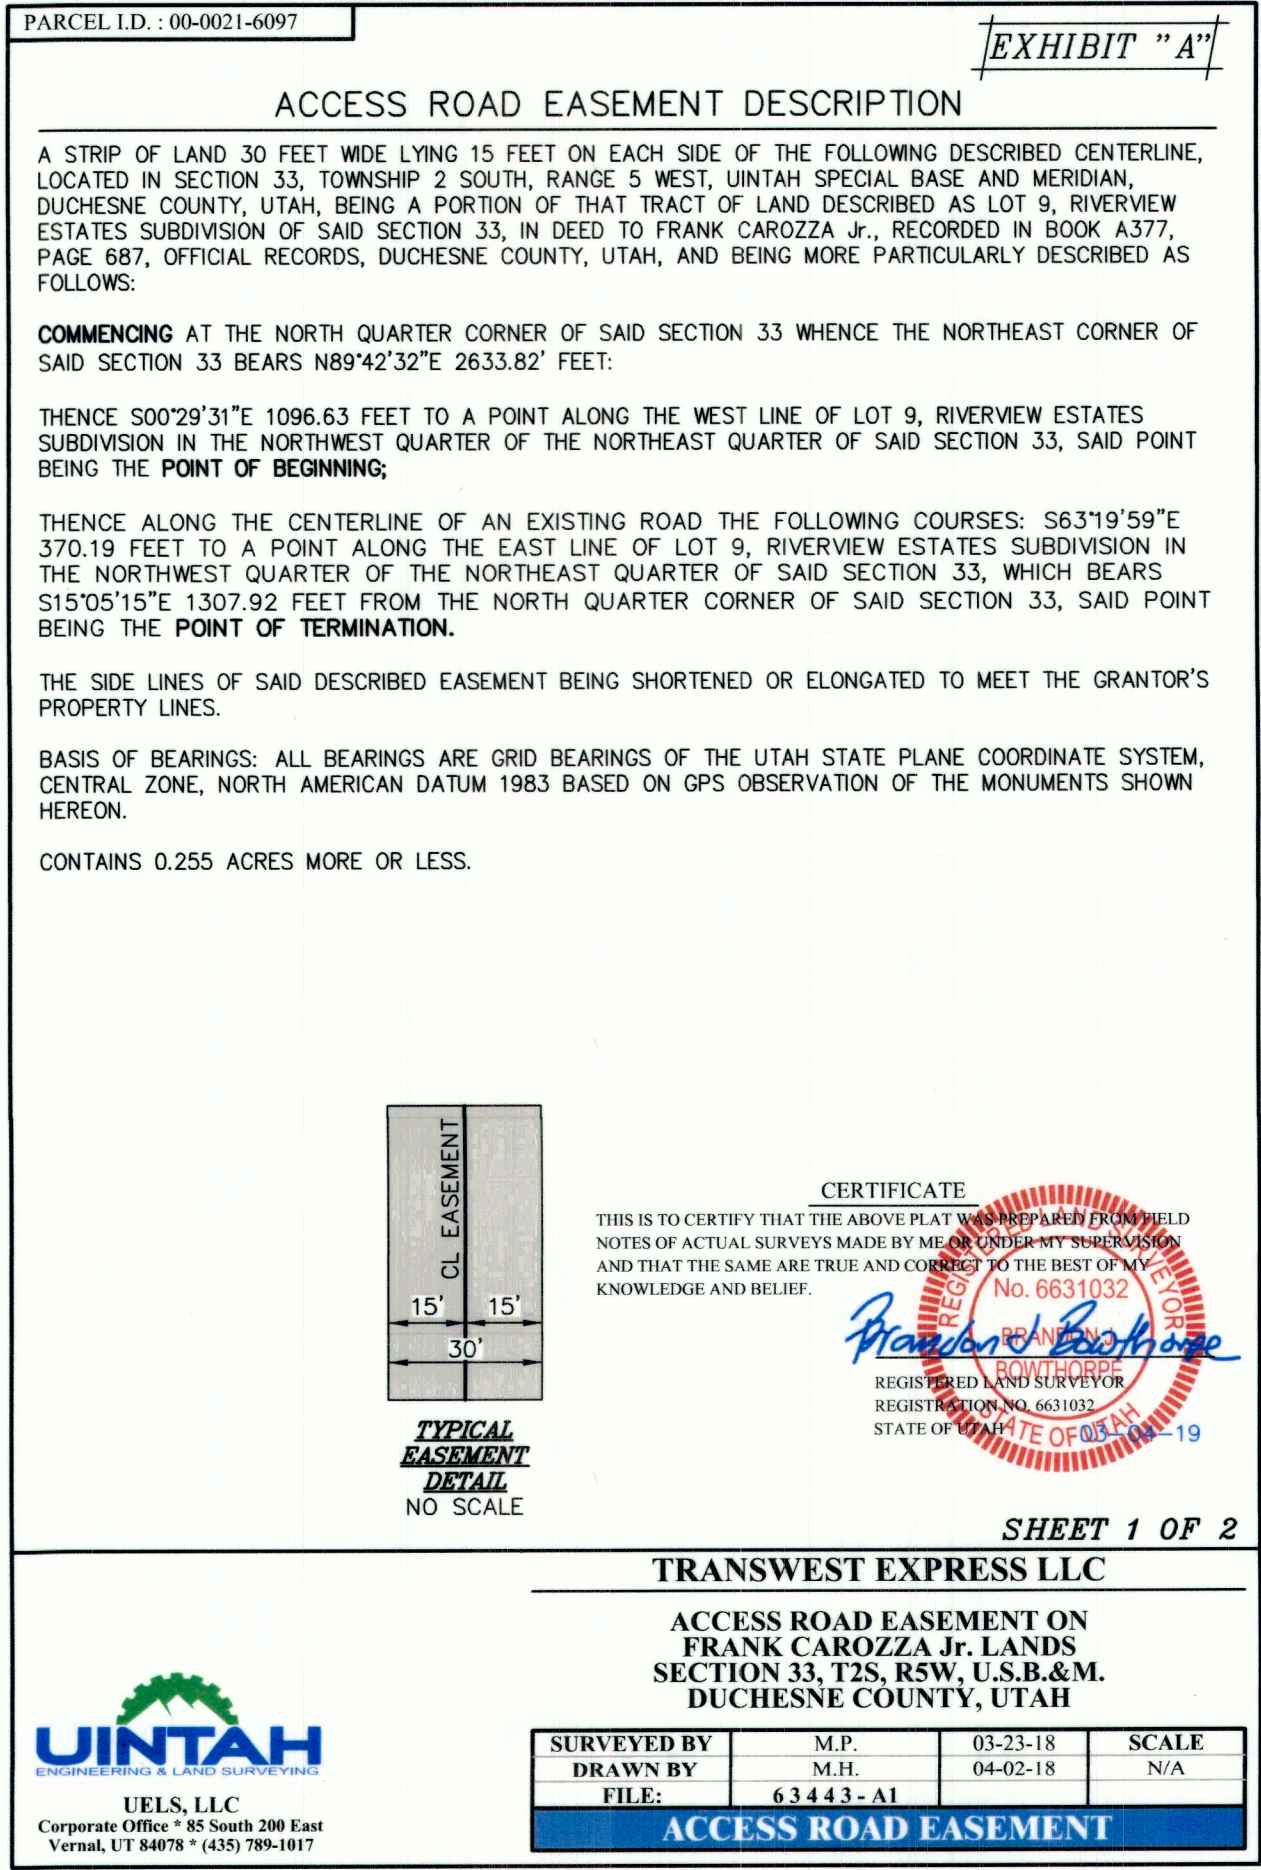 PARCEL I.D. : 00-0021-6097
EXHIBIT "A"
ACCESS ROAD EASEMENT DESCRIPTION
A STRIP OF LAND 30 FEET WIDE LYING 15 FEET ON EACH SIDE OF THE FOLLOWING DESCRIBED CENTERLINE,
LOCATED IN SECTION 33, TOWNSHIP 2 SOUTH, RANGE 5 WEST, UINTAH SPECIAL BASE AND MERIDIAN,
DUCHESNE COUNTY, UTAH, BEING A PORTION OF THAT TRACT OF LAND DESCRIBED AS LOT 9, RIVERVIEW
ESTATES SUBDIVISION OF SAID SECTION 33, IN DEED TO FRANK CAROZZA Jr., RECORDED IN BOOK A377,
PAGE 687, OFFICIAL RECORDS, DUCHESNE COUNTY, UTAH, AND BEING MORE PARTICULARLY DESCRIBED AS
FOLLOWS:
COMMENCING AT THE NORTH QUARTER CORNER OF SAID SECTION 33 WHENCE THE NORTHEAST CORNER OF
SAID SECTION 33 BEARS N89°42'32"E 2633.82' FEET:
THENCE S00°29'31"E 1096.63 FEET TO A POINT ALONG THE WEST LINE OF LOT 9, RIVERVIEW ESTATES
SUBDIVISION IN THE NORTHWEST QUARTER OF THE NORTHEAST QUARTER OF SAID SECTION 33, SAID POINT
BEING THE POINT OF BEGINNING;
THENCE ALONG THE CENTERLINE OF AN EXISTING ROAD THE FOLLOWING COURSES: S63°19'59"E
370.19 FEET TO A POINT ALONG THE EAST LINE OF LOT 9, RIVERVIEW ESTATES SUBDIVISION IN
THE NORTHWEST QUARTER OF THE NORTHEAST QUARTER OF SAID SECTION 33, WHICH BEARS
S15°05'15"E 1307.92 FEET FROM THE NORTH QUARTER CORNER OF SAID SECTION 33, SAID POINT
BEING THE POINT OF TERMINATION.
THE SIDE LINES OF SAID DESCRIBED EASEMENT BEING SHORTENED OR ELONGATED TO MEET THE GRANTOR'S
PROPERTY LINES.
BASIS OF BEARINGS: ALL BEARINGS ARE GRID BEARINGS OF THE UTAH STATE PLANE COORDINATE SYSTEM,
CENTRAL ZONE, NORTH AMERICAN DATUM 1983 BASED ON GPS OBSERVATION OF THE MONUMENTS SHOWN
HEREON.
CONTAINS 0.255 ACRES MORE OR LESS.
CL EASEMENT
15' 15'
30'
TYPICAL
EASEMENT
DETAIL
NO SCALE
CERTIFICATE
THIS IS TO CERTIFY THAT THE ABOVE PLAT WAS PREPARED FROM FIELD
NOTES OF ACTUAL SURVEYS MADE BY ME OR UNDER MY SUPERVISION
AND THAT THE SAME ARE TRUE AND CORRECT TO THE BEST OF MY
KNOWLEDGE AND BELIEF.
Brandon J Bowthorpe
REGISTERED LAND SURVEYOR
REGISTRATION NO. 6631032
STATE OF UTAH
REGISTERED LAND SURVEYOR
No. 6631032
BRANDON J.
BOWTHORPE
STATE OF UTAH
03-04-19
SHEET 1 OF 2
TRANSWEST EXPRESS LLC
ACCESS ROAD EASEMENT ON
FRANK CAROZZA Jr. LANDS
SECTION 33, T2S, R5W, U.S.B.&M.
DUCHESNE COUNTY, UTAH
UINTAH
ENGINEERING & LAND SURVEYING
UELS, LLC
Corporate Office * 85 South 200 East
Vernal, UT 84078 * (435) 789-1017
SURVEYED BY M.P. 03-23-18 SCALE
DRAWN BY M.H. 04-02-18 N/A
FILE: 63443-A1
ACCESS ROAD EASEMENT